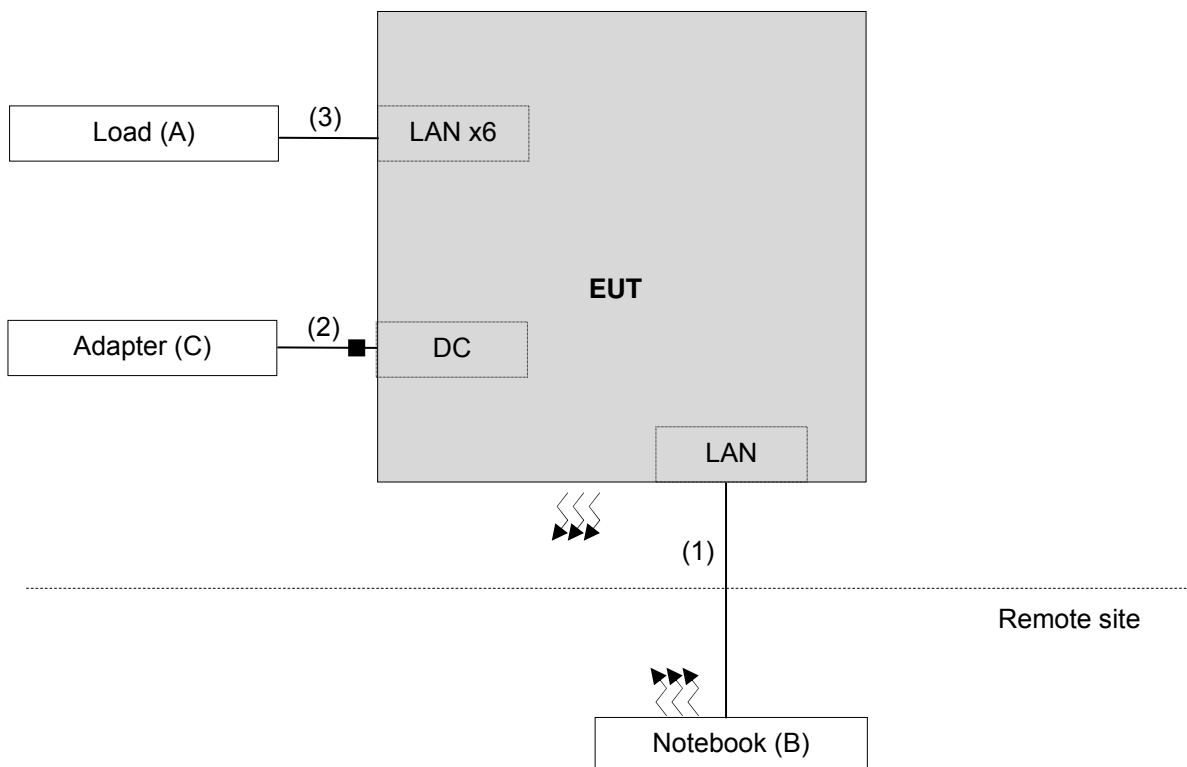 (3)
Load (A)
LAN x6
EUT
(2)
Adapter (C)
DC
LAN
(1)
Remote site
Notebook (B)